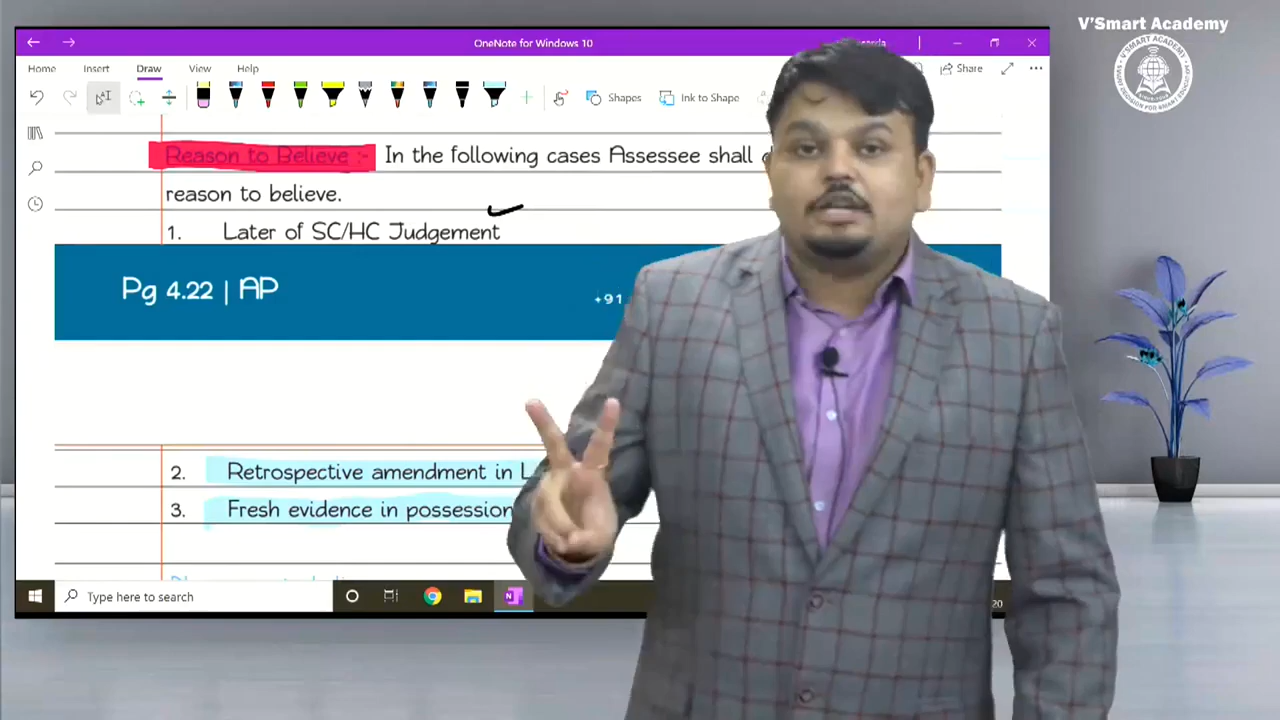 V'Smart Academy
OneNote for Windows 10
Home Insert Draw View Help
Share
Shapes Ink to Shape
Reason to Believe :- In the following cases Assessee shall
reason to believe.
1. Later of SC/HC Judgement
Pg 4.22 | AP
+91
2. Retrospective amendment in L
3. Fresh evidence in possession
Type here to search
20